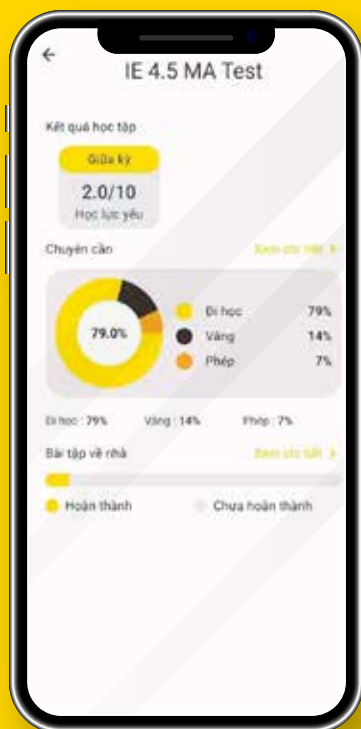 IE 4.5 MA Test
Kết quả học tập
Giữa kỳ
2.0/10
Học lực yếu
Chuyên cần
Xem chi tiết >
79.0%
Đi học 79%
Vắng 14%
Phép 7%
Đi học : 79% Vắng : 14% Phép : 7%
Bài tập về nhà
Xem chi tiết >
Hoàn thành Chưa hoàn thành